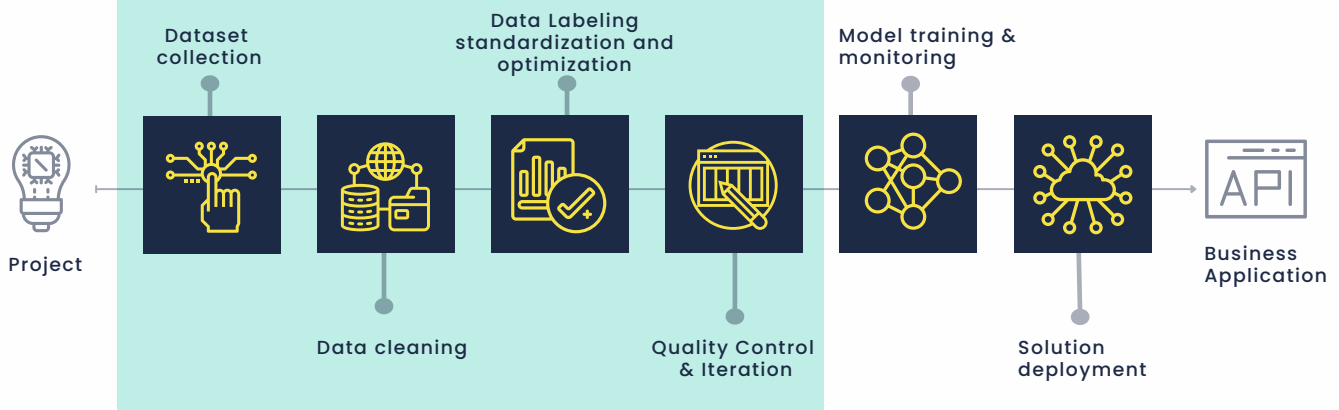 Project
Dataset
collection
Data cleaning
Data Labeling
standardization and
optimization
Quality Control
& Iteration
Model training &
monitoring
Solution
deployment
API
Business
Application